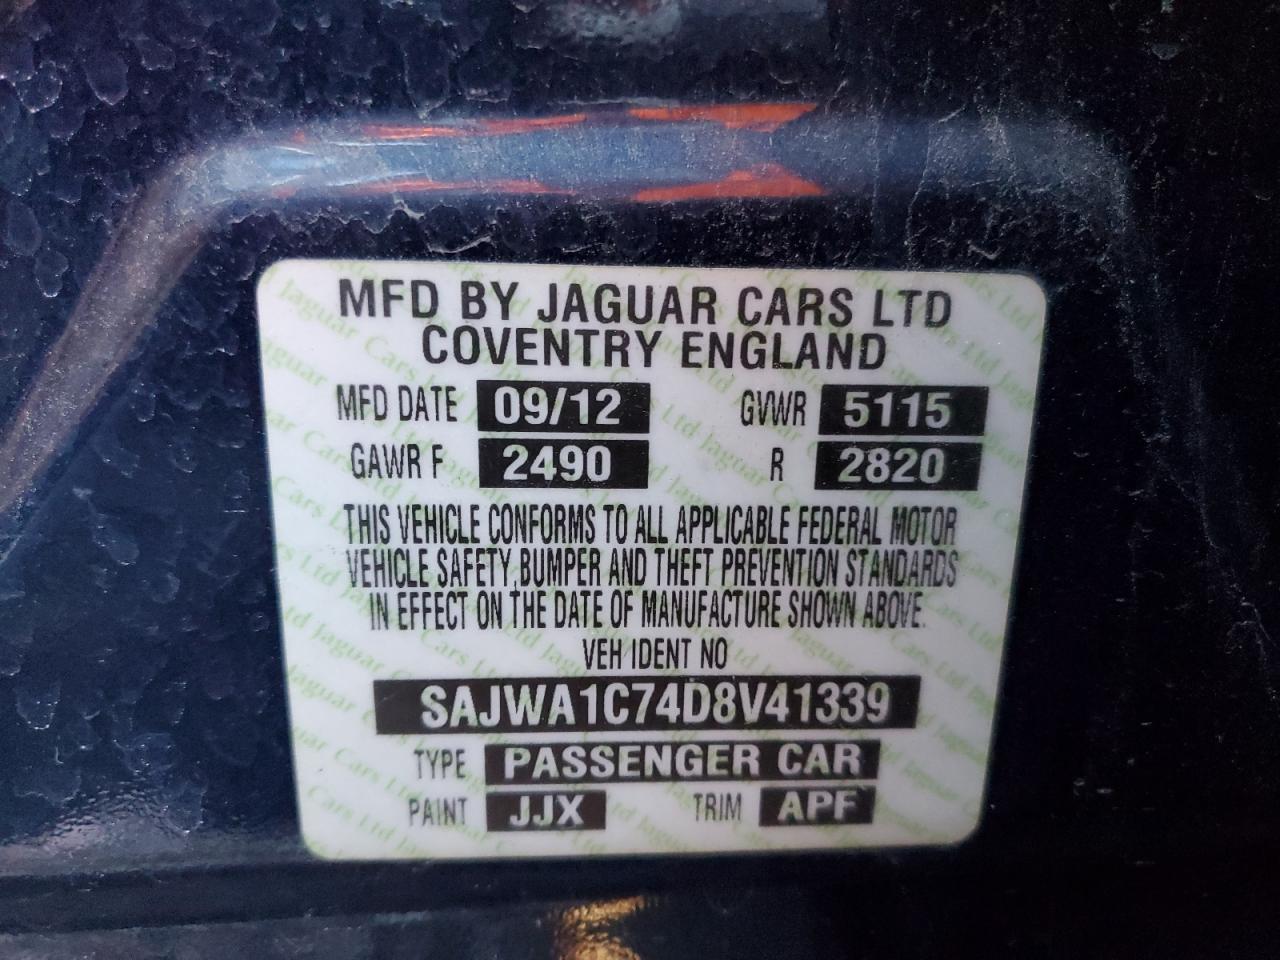 MFD BY JAGUAR CARS LTD
COVENTRY ENGLAND
MFD DATE 09/12 GVWR 5115
GAWR F 2490 R 2820
THIS VEHICLE CONFORMS TO ALL APPLICABLE FEDERAL MOTOR
VEHICLE SAFETY, BUMPER AND THEFT PREVENTION STANDARDS
IN EFFECT ON THE DATE OF MANUFACTURE SHOWN ABOVE.
VEH IDENT NO
SAJWA1C74D8V41339
TYPE PASSENGER CAR
PAINT JJX TRIM APF